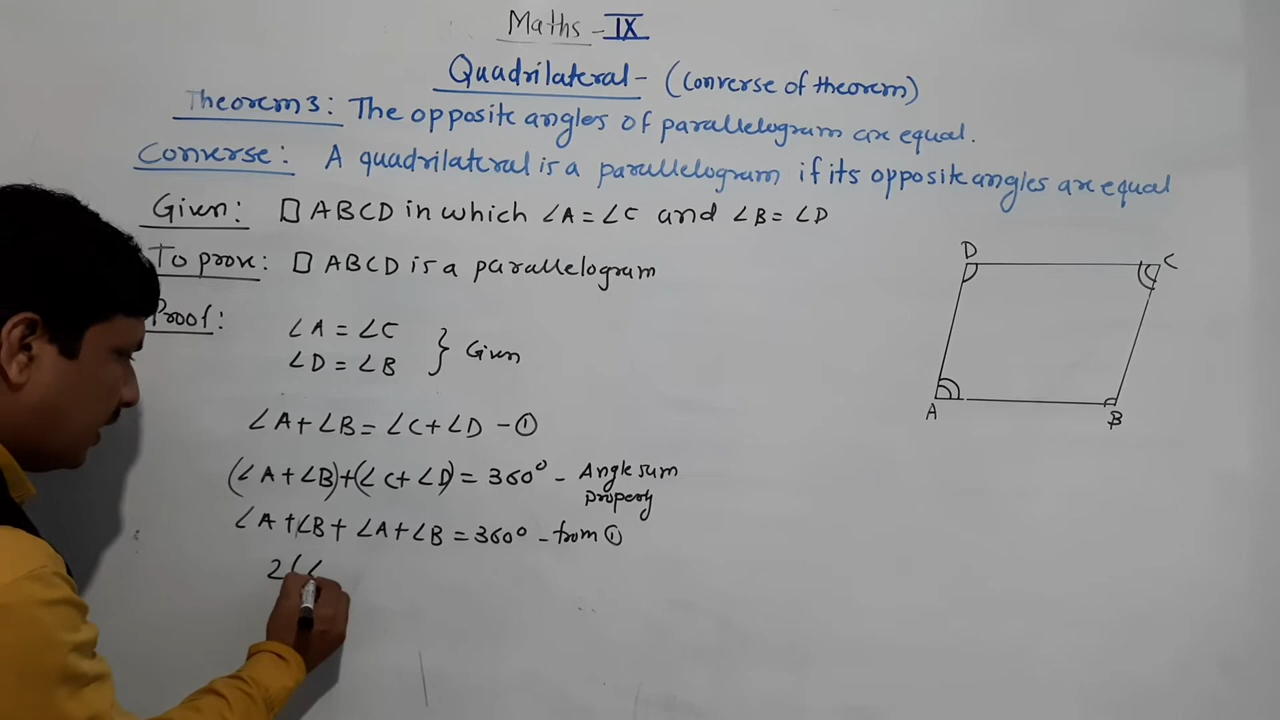 Maths - IX
Quadrilateral - (Converse of theorem)
Theorem 3: The opposite angles of parallelogram are equal.
Converse: A quadrilateral is a parallelogram if its opposite angles are equal
Given: □ ABCD in which ∠A = ∠C and ∠B = ∠D
To prove: □ ABCD is a parallelogram
Proof:
∠A = ∠C
∠D = ∠B } Given
∠A + ∠B = ∠C + ∠D - ①
(∠A + ∠B) + (∠C + ∠D) = 360° - Angle sum
property
∠A + ∠B + ∠A + ∠B = 360° - from ①
2(∠
D
C
A
B